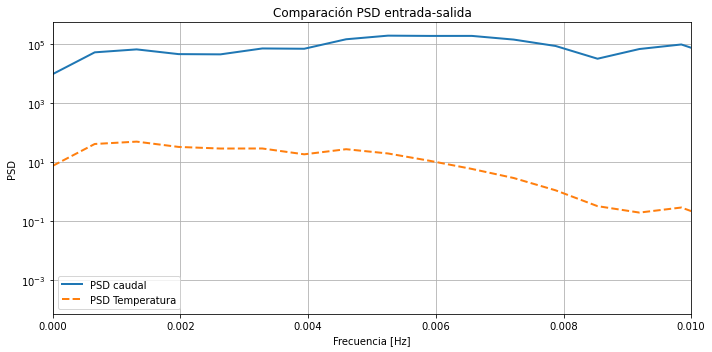 Comparación PSD entrada-salida
PSD
10^5
10^3
10^1
10^-1
10^-3
PSD caudal
PSD Temperatura
0.000 0.002 0.004 0.006 0.008 0.010
Frecuencia [Hz]